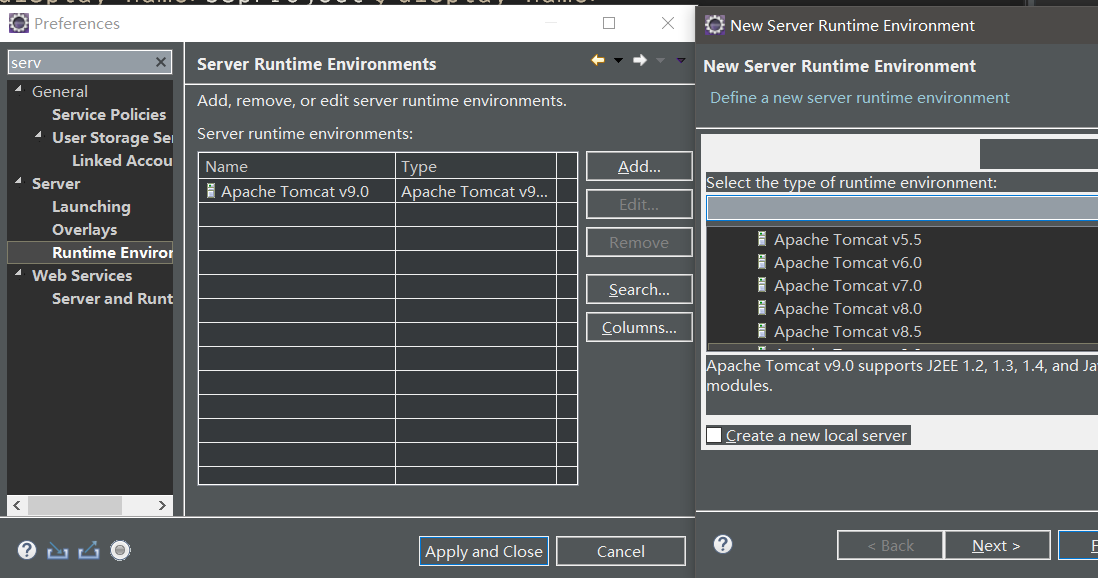 Preferences
serv
General
Service Policies
User Storage Se
Linked Accou
Server
Launching
Overlays
Runtime Enviro
Web Services
Server and Runt
Server Runtime Environments
Add, remove, or edit server runtime environments.
Server runtime environments:
Name Type
Apache Tomcat v9.0 Apache Tomcat v9...
Add...
Edit...
Remove
Search...
Columns...
Apply and Close
Cancel
New Server Runtime Environment
New Server Runtime Environment
Define a new server runtime environment
Select the type of runtime environment:
Apache Tomcat v5.5
Apache Tomcat v6.0
Apache Tomcat v7.0
Apache Tomcat v8.0
Apache Tomcat v8.5
Apache Tomcat v9.0 supports J2EE 1.2, 1.3, 1.4, and Ja
modules.
Create a new local server
< Back
Next >